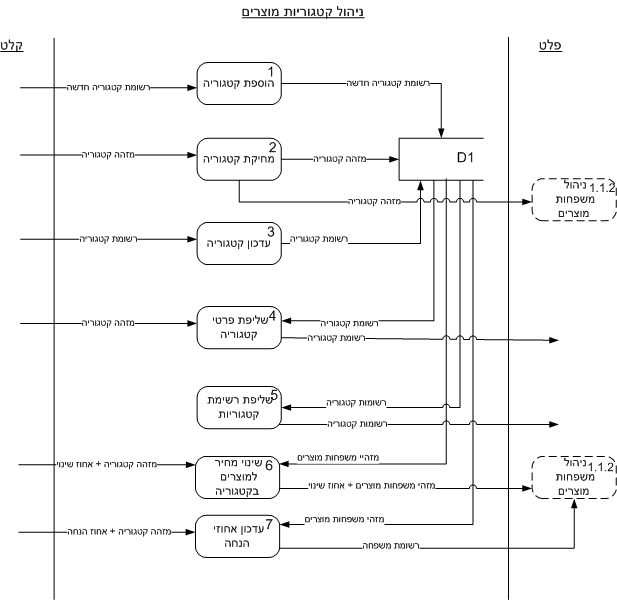 ניהול קטגוריות מוצרים
קלט
פלט
1
הוספת קטגוריה
רשומת קטגוריה חדשה
רשומת קטגוריה חדשה
2
מחיקת קטגוריה
מזהה קטגוריה
מזהה קטגוריה
D1
מזהה קטגוריה
1.1.2
ניהול
משפחות
מוצרים
3
עדכון קטגוריה
רשומת קטגוריה
רשומת קטגוריה
4
שליפת פרטי
קטגוריה
מזהה קטגוריה
רשומת קטגוריה
רשומת קטגוריה
5
שליפת רשימת
קטגוריות
רשומות קטגוריה
רשומות קטגוריה
6
שינוי מחיר
למוצרים
בקטגוריה
מזהה קטגוריה + אחוז שינוי
מזהיי משפחות מוצרים
מזהי משפחות מוצרים + אחוז שינוי
1.1.2
ניהול
משפחות
מוצרים
7
עדכון אחוזי
הנחה
מזהה קטגוריה + אחוז הנחה
מזהי משפחות מוצרים
רשומת משפחה